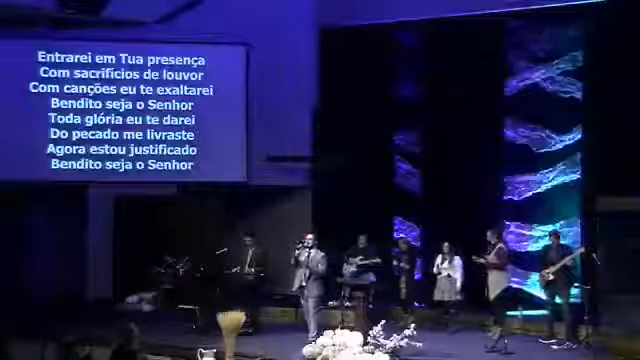 Entrarei em Tua presença
Com sacrifícios de louvor
Com canções eu te exaltarei
Bendito seja o Senhor
Toda glória eu te darei
Do pecado me livraste
Agora estou justificado
Bendito seja o Senhor